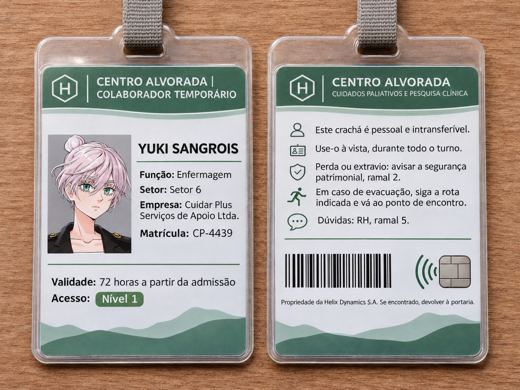 H
CENTRO ALVORADA |
COLABORADOR TEMPORÁRIO
YUKI SANGROIS
Função: Enfermagem
Setor: Setor 6
Empresa: Cuidar Plus
Serviços de Apoio Ltda.
Matrícula: CP-4439
Validade: 72 horas a partir da admissão
Acesso: Nível 1
H
CENTRO ALVORADA
CUIDADOS PALIATIVOS E PESQUISA CLÍNICA
Este crachá é pessoal e intransferível.
Use-o à vista, durante todo o turno.
Perda ou extravio: avisar a segurança
patrimonial, ramal 2.
Em caso de evacuação, siga a rota
indicada e vá ao ponto de encontro.
Dúvidas: RH, ramal 5.
Propriedade da Helix Dynamics S.A. Se encontrado, devolver à portaria.